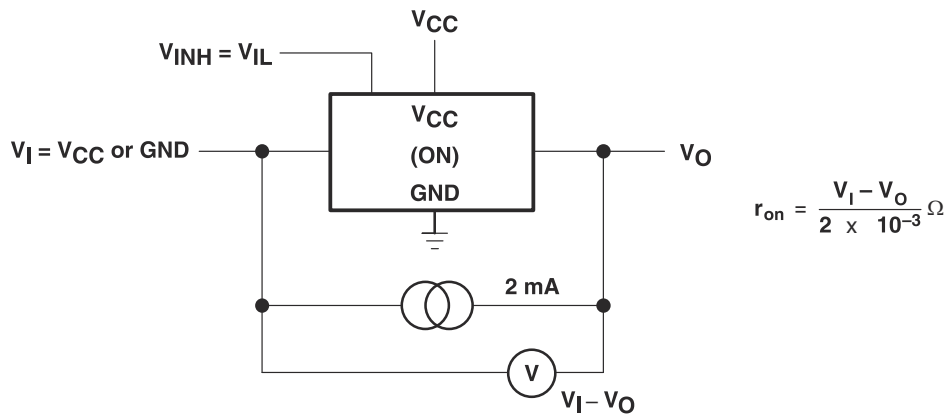 VCC
VINH = VIL
VCC
(ON)
GND
VI = VCC or GND
VO
ron = VI – VO / 2 x 10–3 Ω
2 mA
V
VI – VO